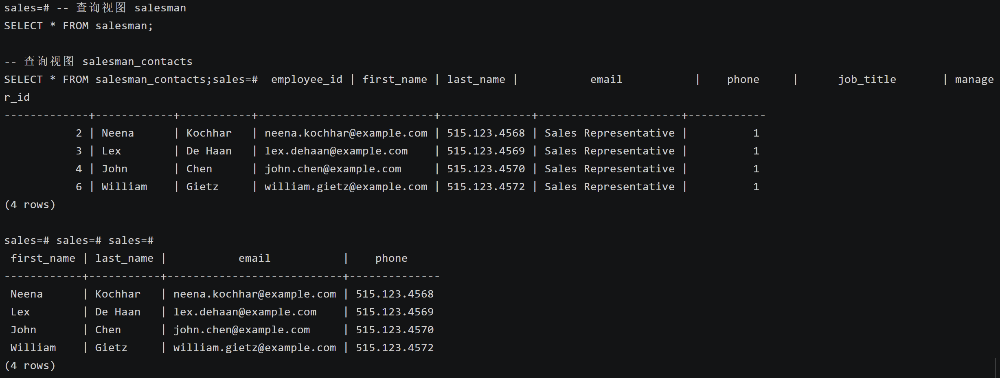 sales=# -- 查询视图 salesman
SELECT * FROM salesman;

-- 查询视图 salesman_contacts
SELECT * FROM salesman_contacts;sales=#  employee_id | first_name | last_name |           email           |    phone     |      job_title       | manage
r_id
-------------+------------+-----------+---------------------------+--------------+----------------------+------------
           2 | Neena      | Kochhar   | neena.kochhar@example.com | 515.123.4568 | Sales Representative |          1
           3 | Lex        | De Haan   | lex.dehaan@example.com    | 515.123.4569 | Sales Representative |          1
           4 | John       | Chen      | john.chen@example.com     | 515.123.4570 | Sales Representative |          1
           6 | William    | Gietz     | william.gietz@example.com | 515.123.4572 | Sales Representative |          1
(4 rows)

sales=# sales=# sales=#
 first_name | last_name |           email           |    phone
------------+-----------+---------------------------+--------------
 Neena      | Kochhar   | neena.kochhar@example.com | 515.123.4568
 Lex        | De Haan   | lex.dehaan@example.com    | 515.123.4569
 John       | Chen      | john.chen@example.com     | 515.123.4570
 William    | Gietz     | william.gietz@example.com | 515.123.4572
(4 rows)